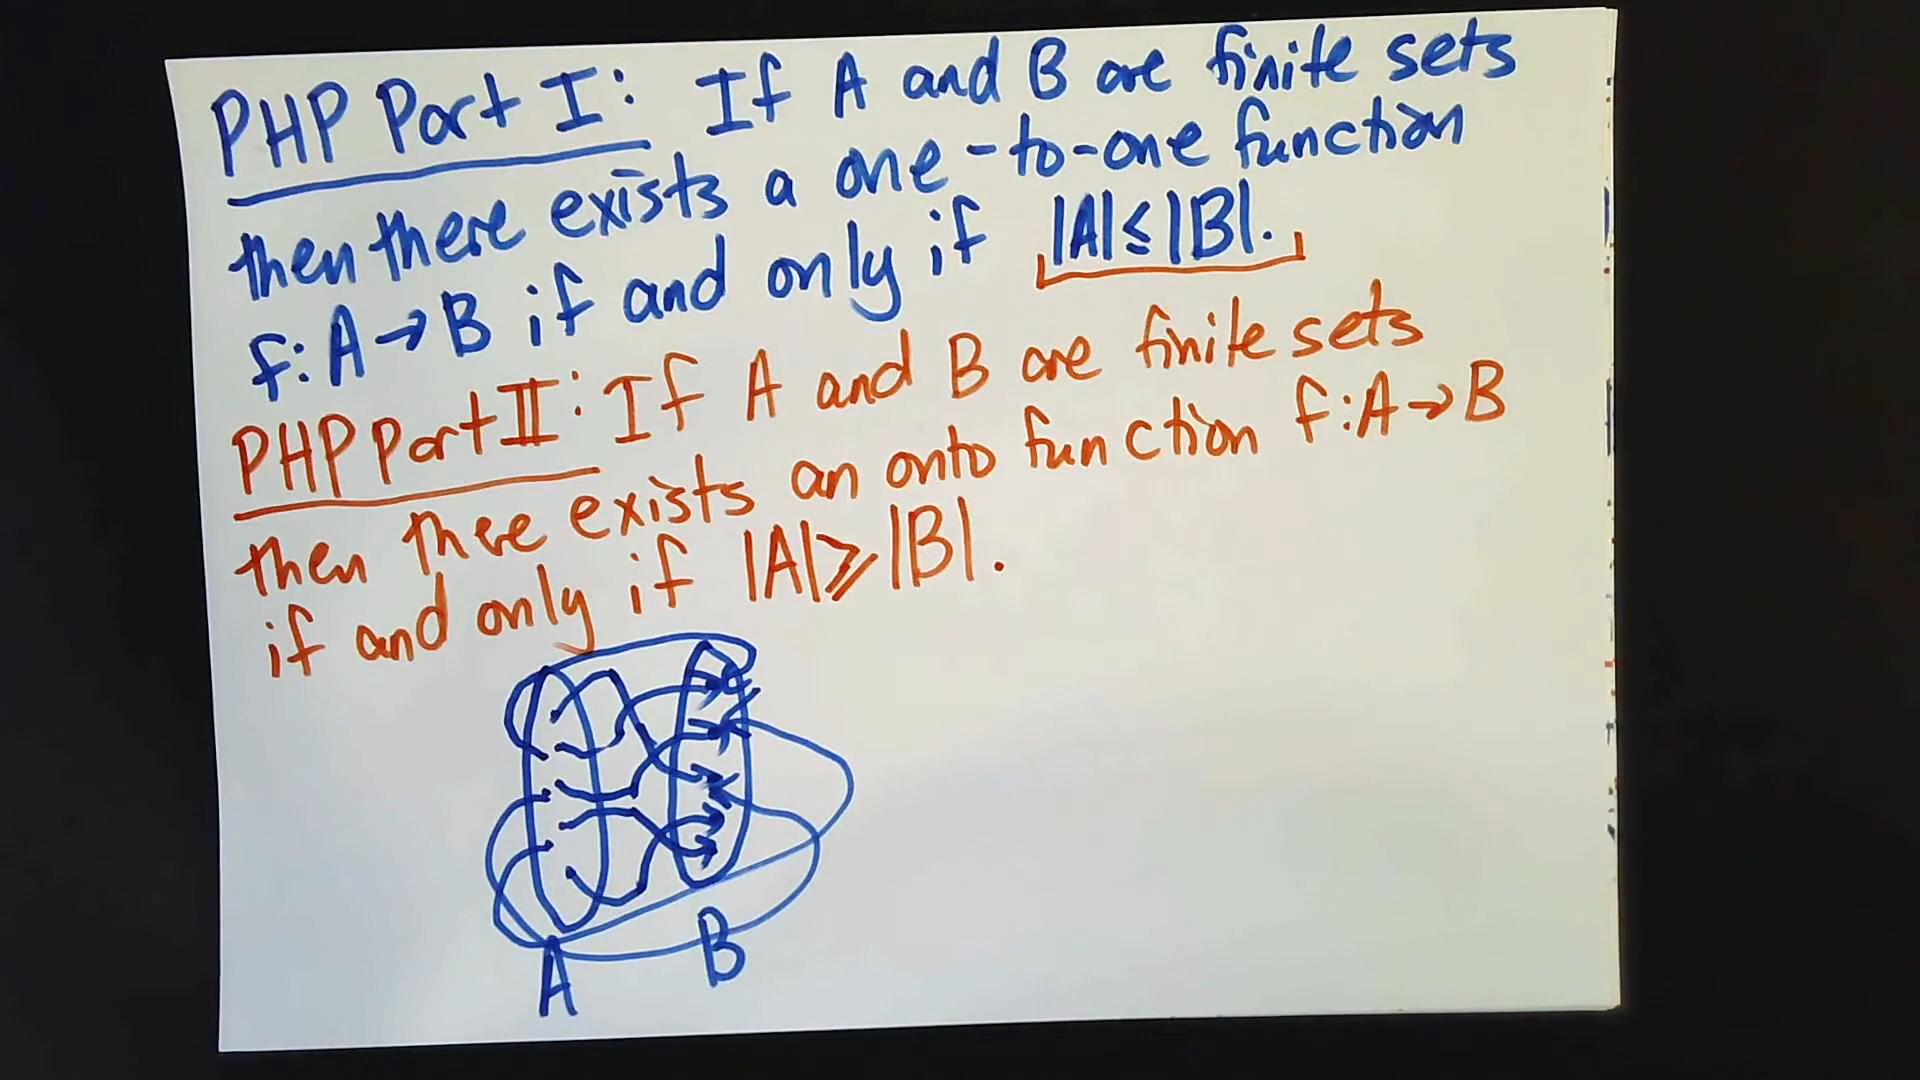 PHP Part I: If A and B are finite sets
then there exists a one-to-one function
f: A → B if and only if |A| ≤ |B|.
PHP Part II: If A and B are finite sets
then there exists an onto function f: A → B
if and only if |A| ≥ |B|.
A B